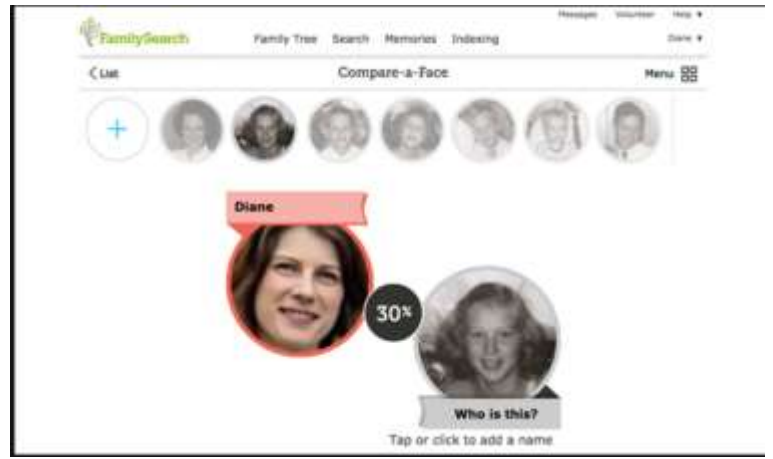 Messages Volunteer Help
FamilySearch Family Tree Search Memories Indexing Diane
List Compare-a-Face Menu
+
Diane
30%
Who is this?
Tap or click to add a name